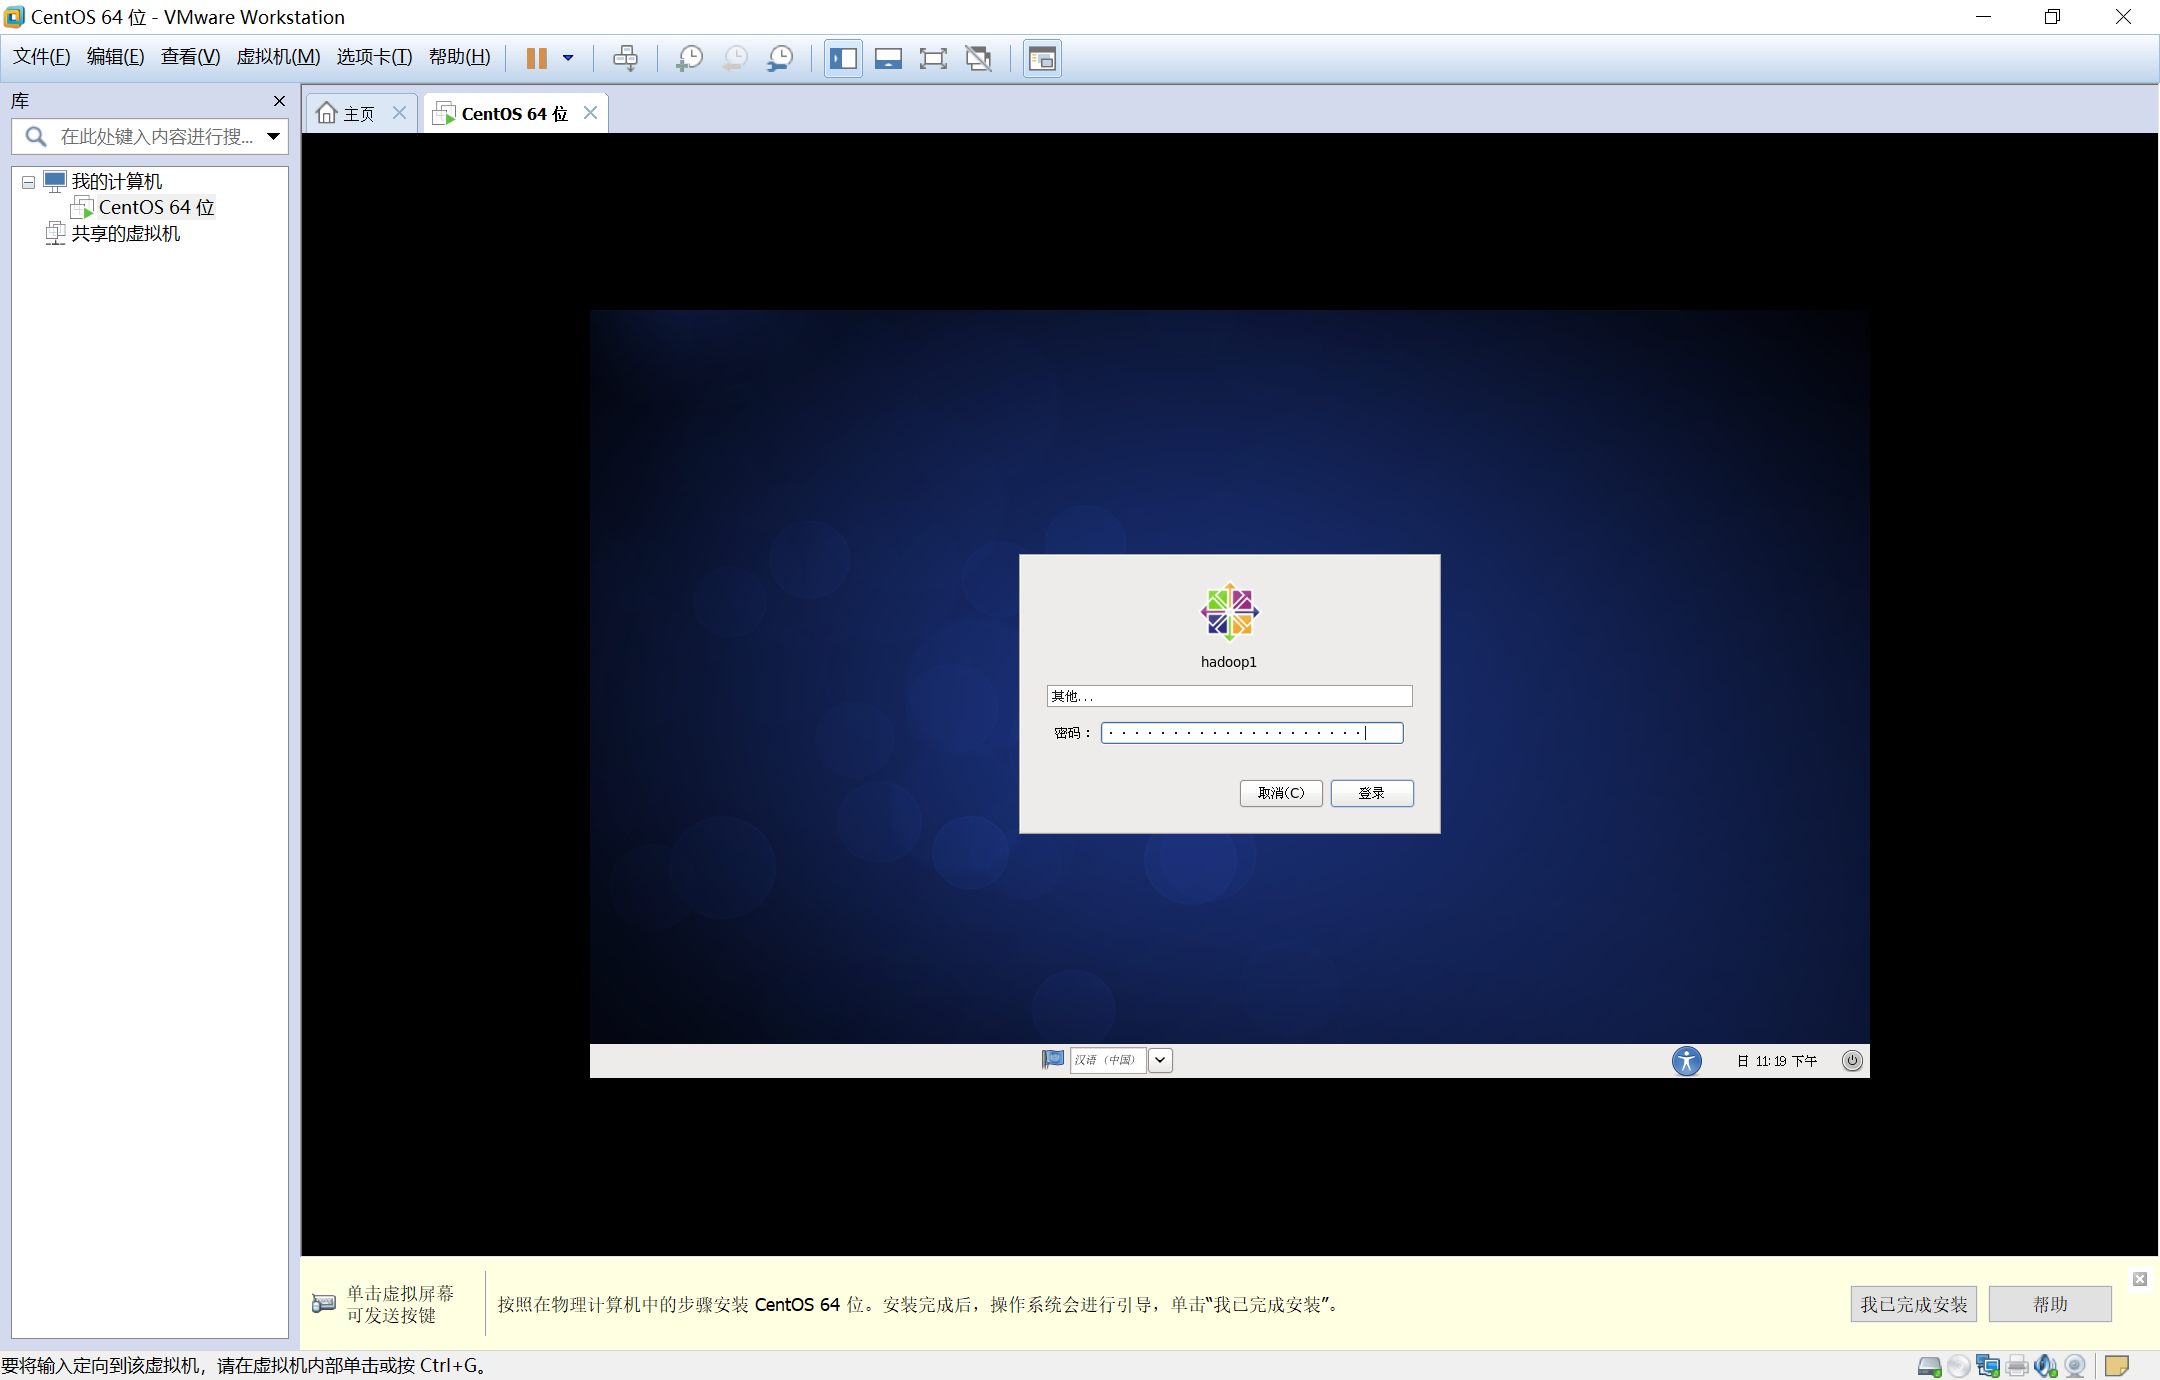 CentOS 64 位 - VMware Workstation
文件(F) 编辑(E) 查看(V) 虚拟机(M) 选项卡(T) 帮助(H)
库
在此处键入内容进行搜...
我的计算机
CentOS 64 位
共享的虚拟机
主页
CentOS 64 位
hadoop1
其他...
密码：
取消(C)
登录
汉语（中国）
日 11:19 下午
单击虚拟屏幕
可发送按键
按照在物理计算机中的步骤安装 CentOS 64 位。安装完成后，操作系统会进行引导，单击“我已完成安装”。
我已完成安装
帮助
要将输入定向到该虚拟机，请在虚拟机内部单击或按 Ctrl+G。